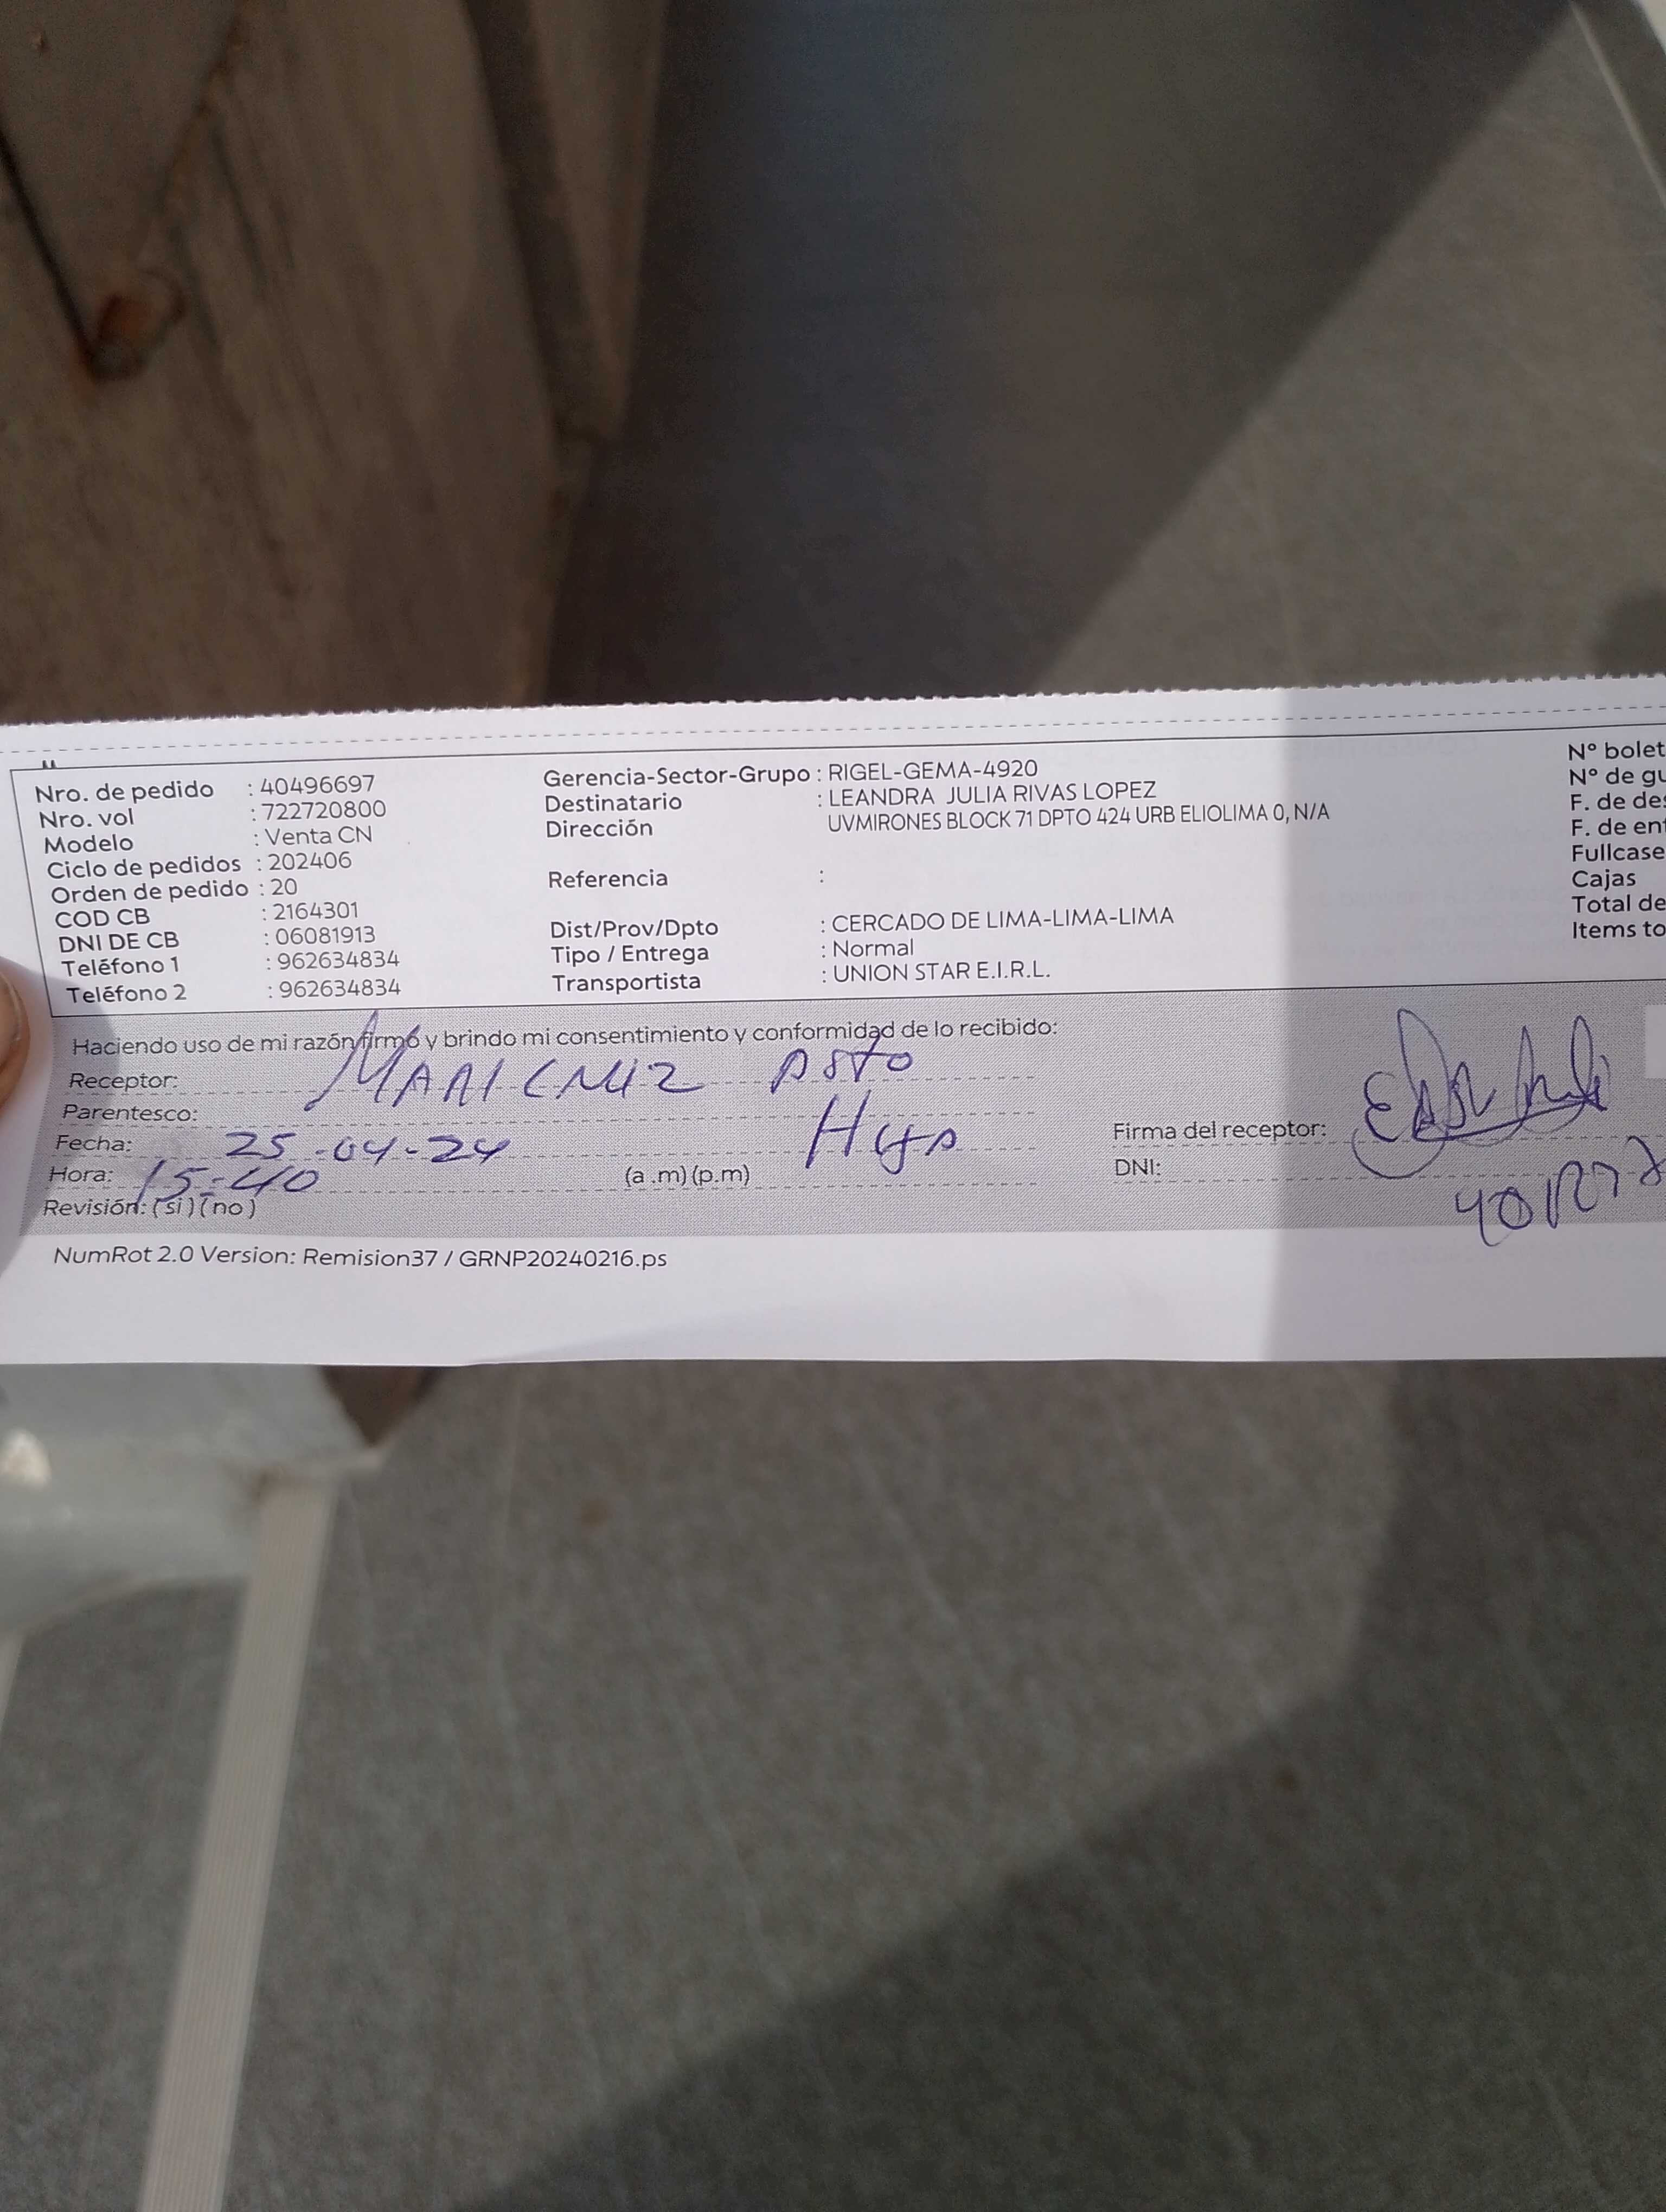 Nro. de pedido : 40496697
Nro. vol : 722720800
Modelo : Venta CN
Ciclo de pedidos : 202406
Orden de pedido : 20
COD CB : 2164301
DNI DE CB : 06081913
Teléfono 1 : 962634834
Teléfono 2 : 962634834
Gerencia-Sector-Grupo : RIGEL-GEMA-4920
Destinatario : LEANDRA JULIA RIVAS LOPEZ
Dirección UVMIRONES BLOCK 71 DPTO 424 URB ELIOLIMA 0, N/A
Referencia :
Dist/Prov/Dpto : CERCADO DE LIMA-LIMA-LIMA
Tipo / Entrega : Normal
Transportista : UNION STAR E.I.R.L.
Nº bolet
Nº de gu
F. de des
F. de ent
Fullcase
Cajas
Total de
Items to
Haciendo uso de mi razón firmó y brindo mi consentimiento y conformidad de lo recibido:
Receptor: MARICRUZ
Parentesco: Hija
Fecha: 25-04-24
Hora: 15:40 (a .m) (p.m)
Revisión: ( si ) ( no )
Firma del receptor:
DNI:
NumRot 2.0 Version: Remision37 / GRNP20240216.ps